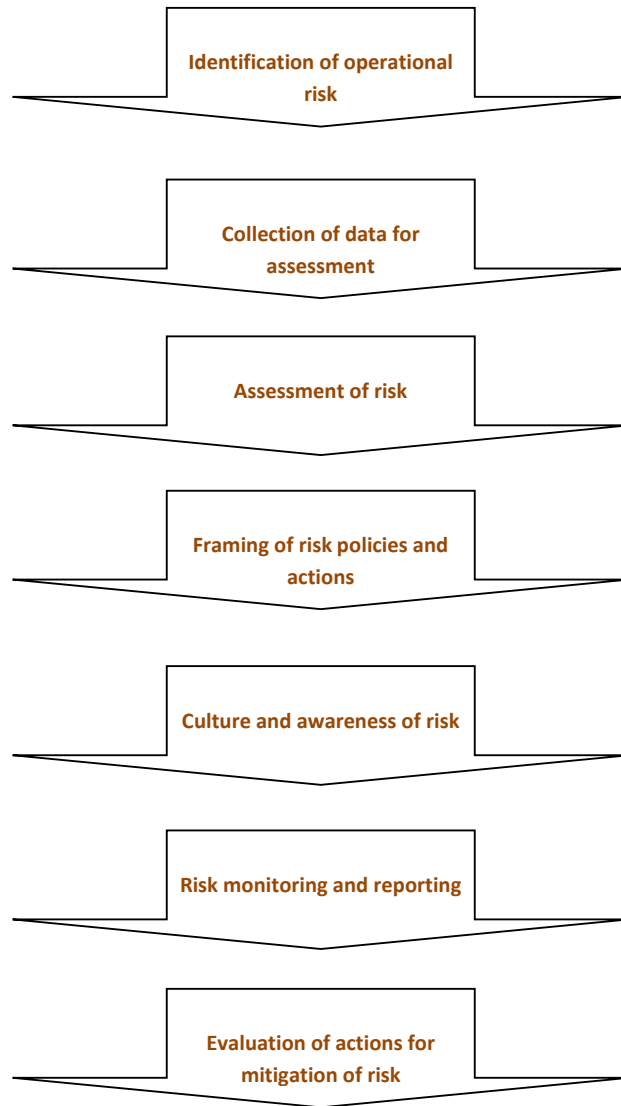 Identification of operational
risk
Collection of data for
assessment
Assessment of risk
Framing of risk policies and
actions
Culture and awareness of risk
Risk monitoring and reporting
Evaluation of actions for
mitigation of risk